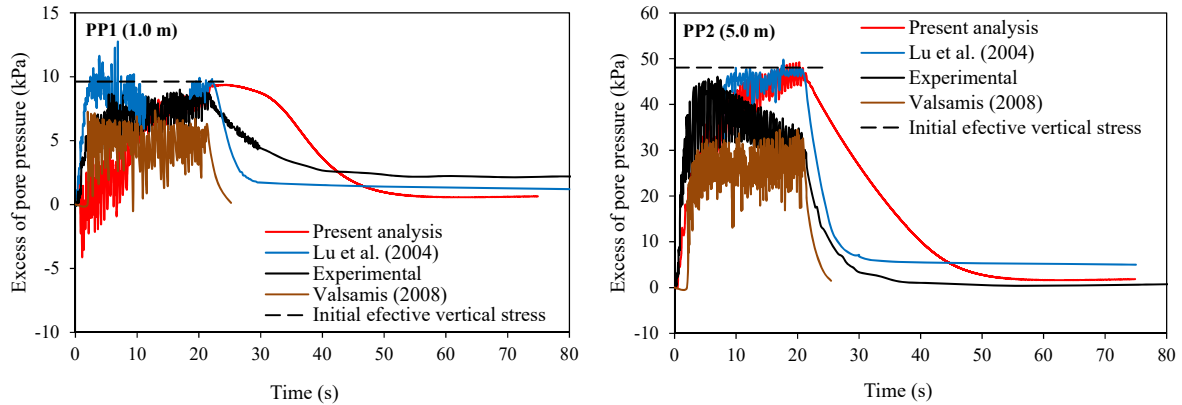 PP1 (1.0 m)
Excess of pore pressure (kPa)
15
10
5
0
-5
-10
0 10 20 30 40 50 60 70 80
Time (s)
Present analysis
Lu et al. (2004)
Experimental
Valsamis (2008)
Initial efective vertical stress
PP2 (5.0 m)
Excess of pore pressure (kPa)
60
50
40
30
20
10
0
-10
0 10 20 30 40 50 60 70 80
Time (s)
Present analysis
Lu et al. (2004)
Experimental
Valsamis (2008)
Initial efective vertical stress